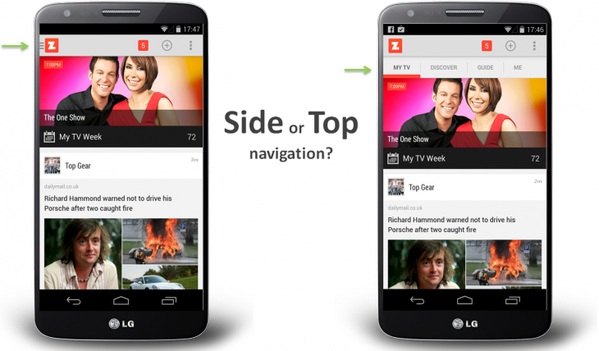 17:47
Z
5
7:00PM
The One Show
My TV Week 72
Top Gear
dailymail.co.uk
Richard Hammond warned not to drive his
Porsche after two caught fire
LG
Side or Top
navigation?
17:46
Z
5
MY TV DISCOVER GUIDE ME
7:00PM
The One Show
My TV Week 72
Top Gear
dailymail.co.uk
Richard Hammond warned not to drive his
Porsche after two caught fire
LG